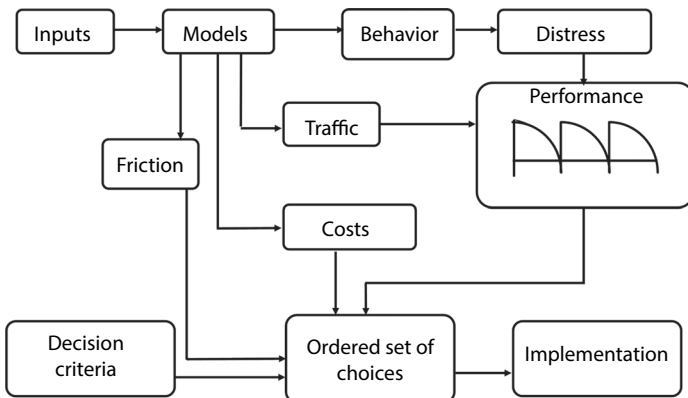 Inputs
Models
Behavior
Distress
Performance
Traffic
Friction
Costs
Decision
criteria
Ordered set of
choices
Implementation